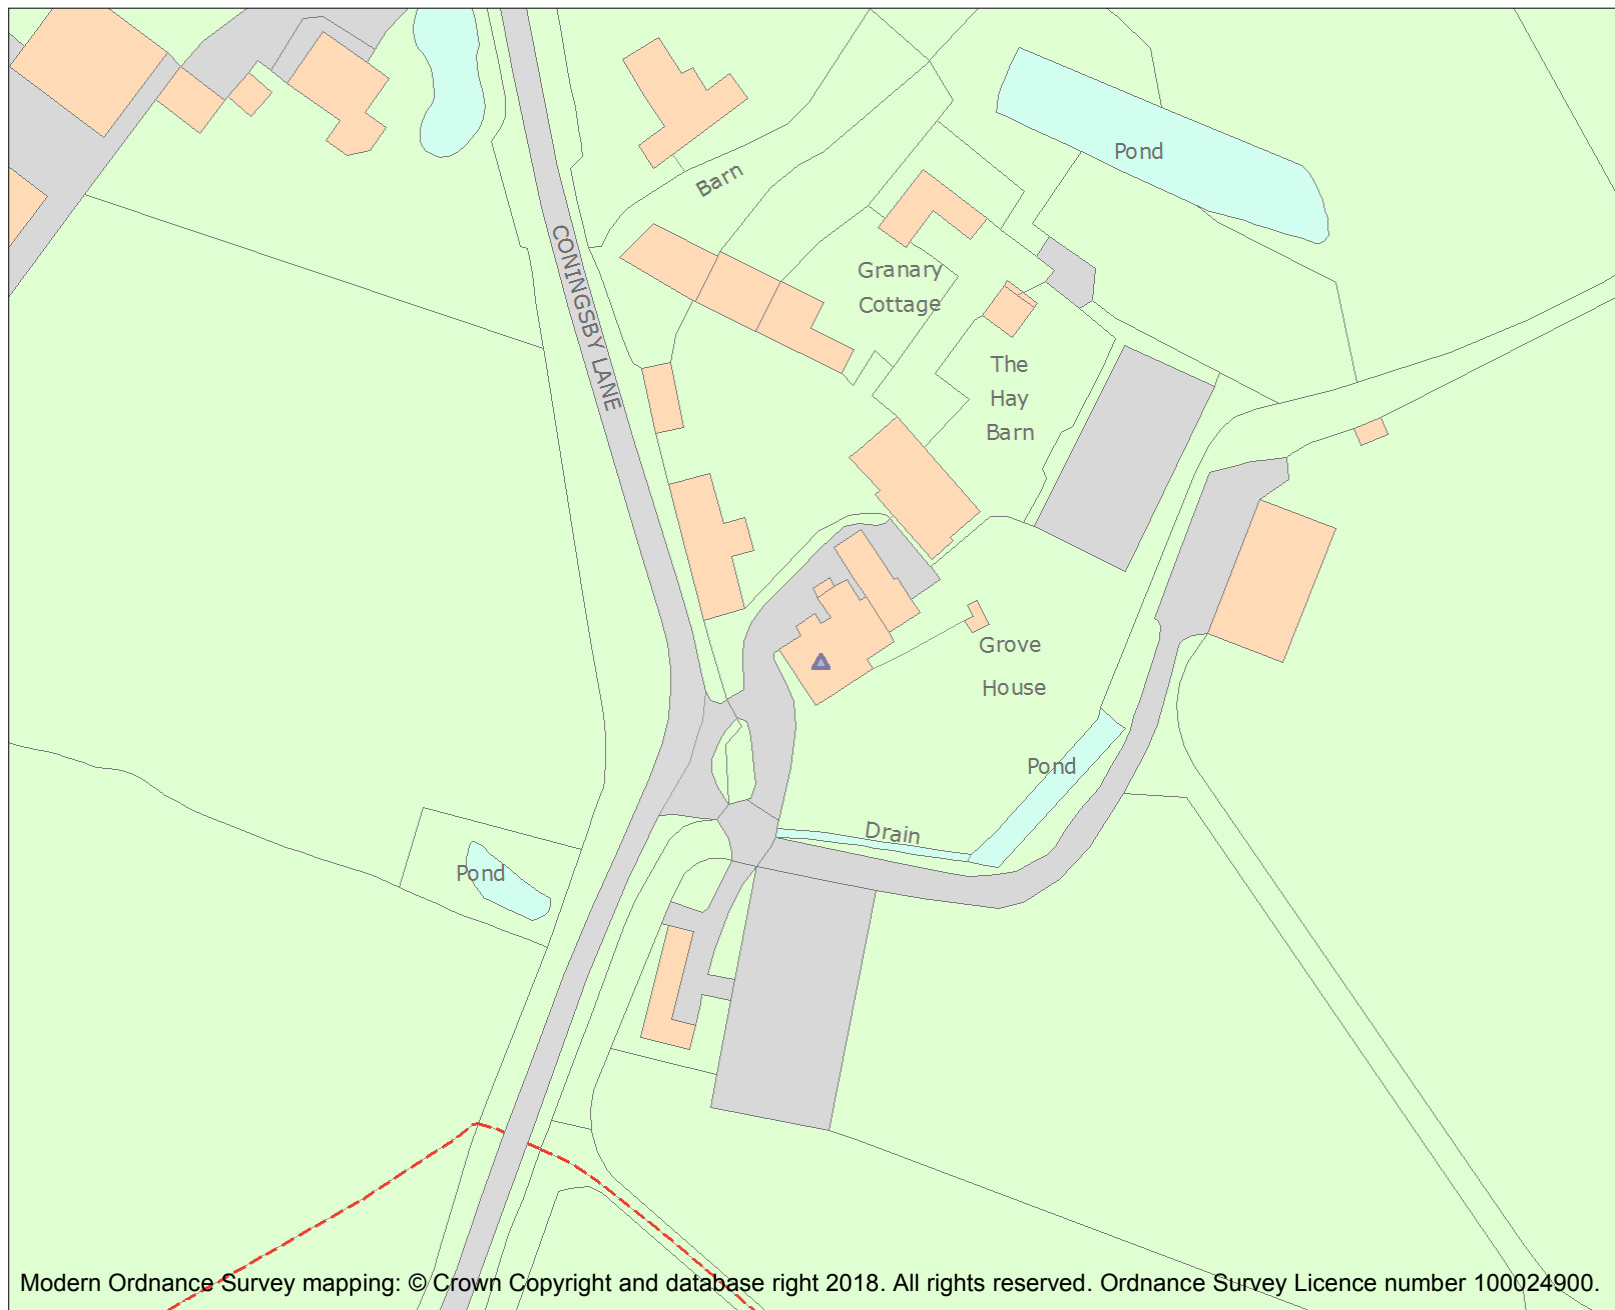 Pond
Barn
CONINGSBY LANE
Granary
Cottage
The
Hay
Barn
Grove
House
Pond
Drain
Pond
Modern Ordnance Survey mapping: © Crown Copyright and database right 2018. All rights reserved. Ordnance Survey Licence number 100024900.